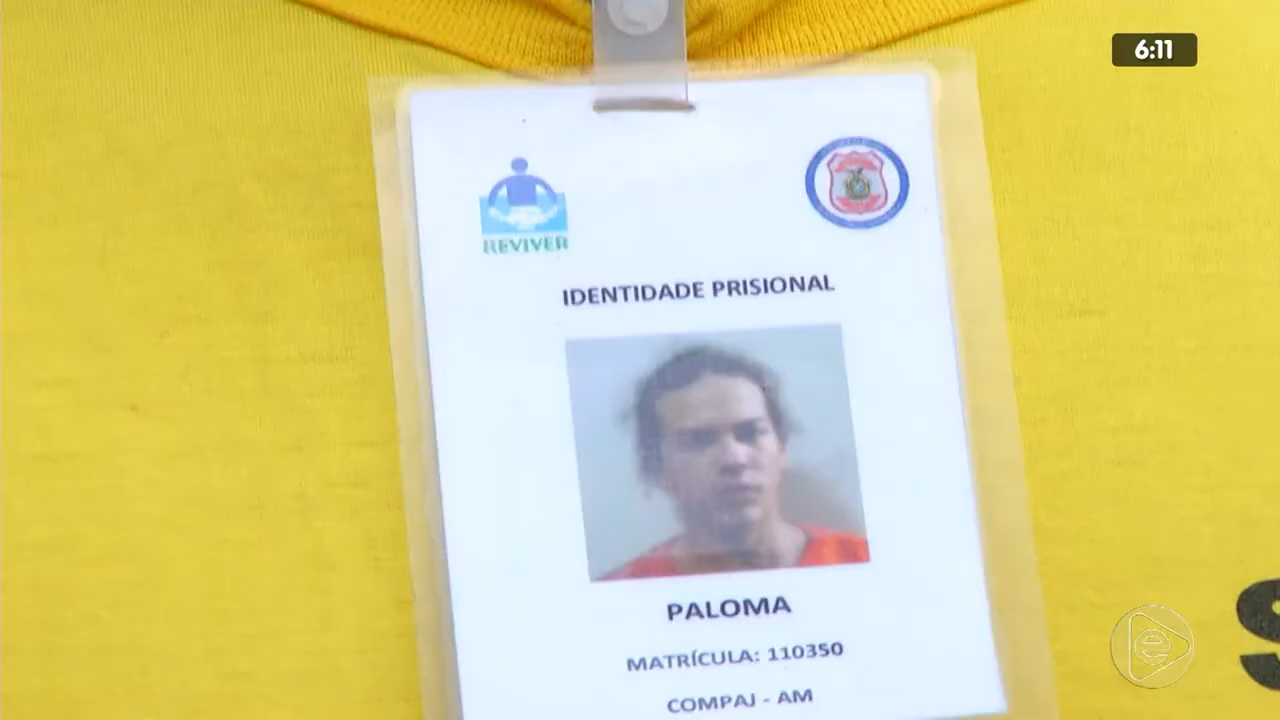 6:11
REVIVER
IDENTIDADE PRISIONAL
PALOMA
MATRÍCULA: 110350
COMPAJ - AM
S
e